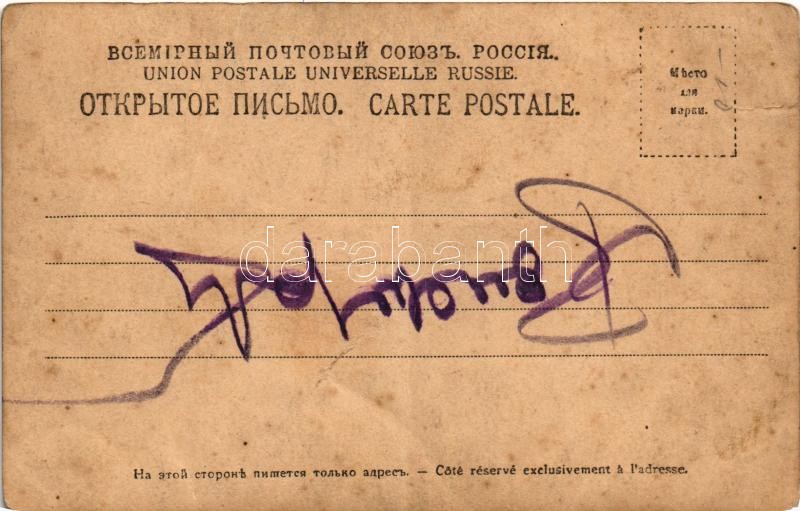 ВСЕМІРНЫЙ ПОЧТОВЫЙ СОЮЗЪ. РОССІЯ.
UNION POSTALE UNIVERSELLE RUSSIE.
ОТКРЫТОЕ ПИСЬМО. CARTE POSTALE.
Мѣсто
для
марки.
darabanth
На этой сторонѣ пишется только адресъ. – Côté réservé exclusivement à l'adresse.